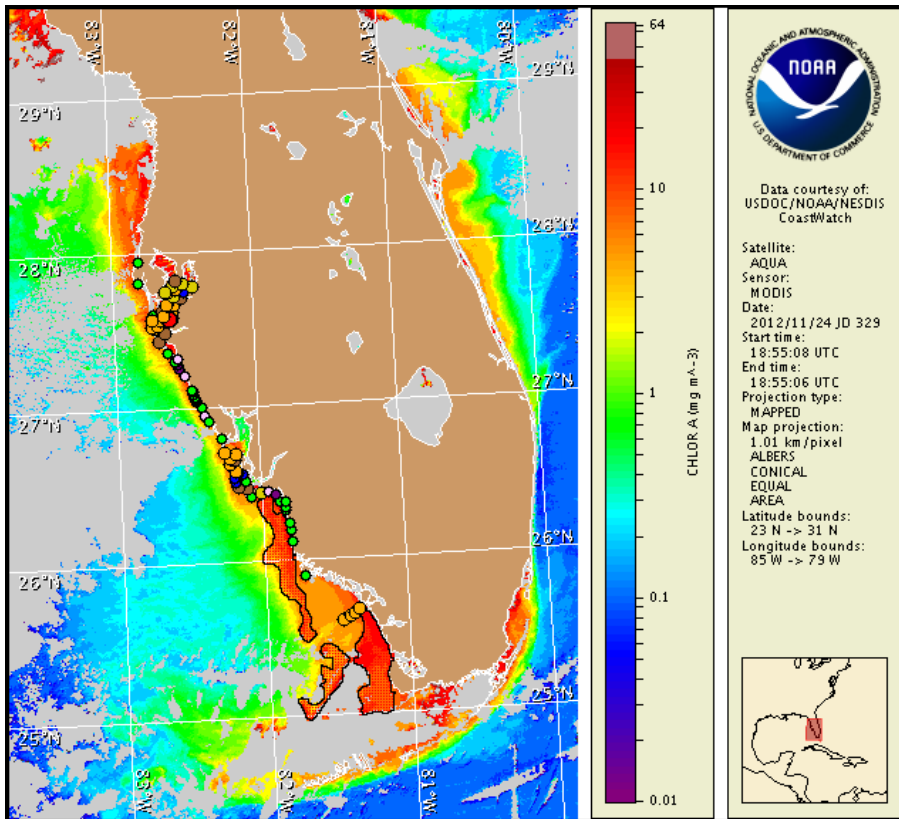 83°W
82°W
81°W
80°W
29°N
29°N
28°N
28°N
27°N
27°N
26°N
26°N
25°N
25°N
83°W
82°W
81°W
64
10
1
0.1
0.01
CHLOR A (mg m^-3)
NATIONAL OCEANIC AND ATMOSPHERIC ADMINISTRATION
NOAA
U.S. DEPARTMENT OF COMMERCE
Data courtesy of:
USDOC/NOAA/NESDIS
CoastWatch
Satellite:
AQUA
Sensor:
MODIS
Date:
2012/11/24 JD 329
Start time:
18:55:08 UTC
End time:
18:55:06 UTC
Projection type:
MAPPED
Map projection:
1.01 km/pixel
ALBERS
CONICAL
EQUAL
AREA
Latitude bounds:
23 N -> 31 N
Longitude bounds:
85 W -> 79 W